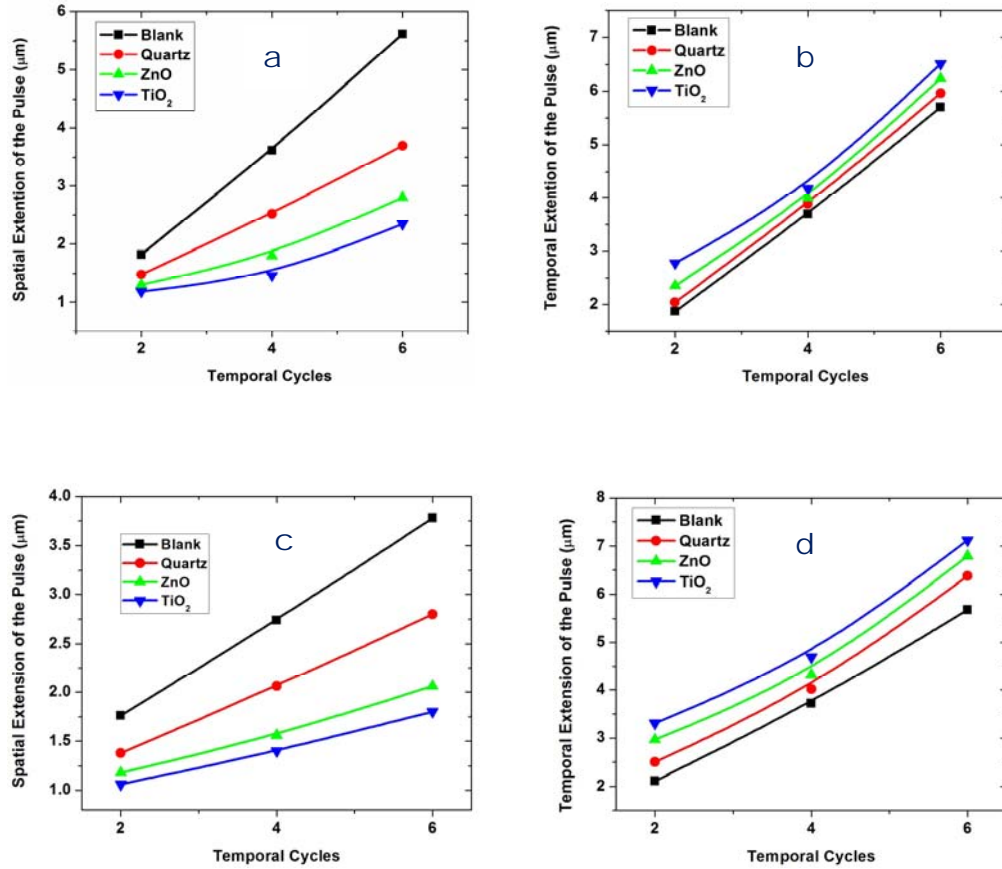 a
Blank
Quartz
ZnO
TiO2
Spatial Extention of the Pulse (μm)
6
5
4
3
2
1
2
4
6
Temporal Cycles
b
Blank
Quartz
ZnO
TiO2
Temporal Extention of the Pulse (μm)
7
6
5
4
3
2
2
4
6
Temporal Cycles
c
Blank
Quartz
ZnO
TiO2
Spatial Extension of the Pulse (μm)
4.0
3.5
3.0
2.5
2.0
1.5
1.0
2
4
6
Temporal Cycles
d
Blank
Quartz
ZnO
TiO2
Temporal Extension of the Pulse (μm)
8
7
6
5
4
3
2
2
4
6
Temporal Cycles